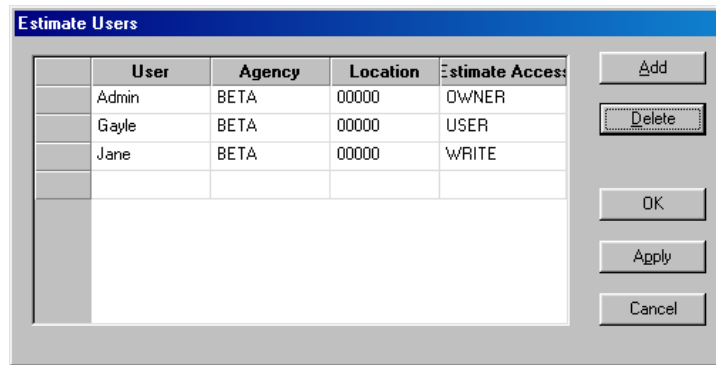 Estimate Users
User Agency Location Estimate Access
Admin BETA 00000 OWNER
Gayle BETA 00000 USER
Jane BETA 00000 WRITE
Add
Delete
OK
Apply
Cancel